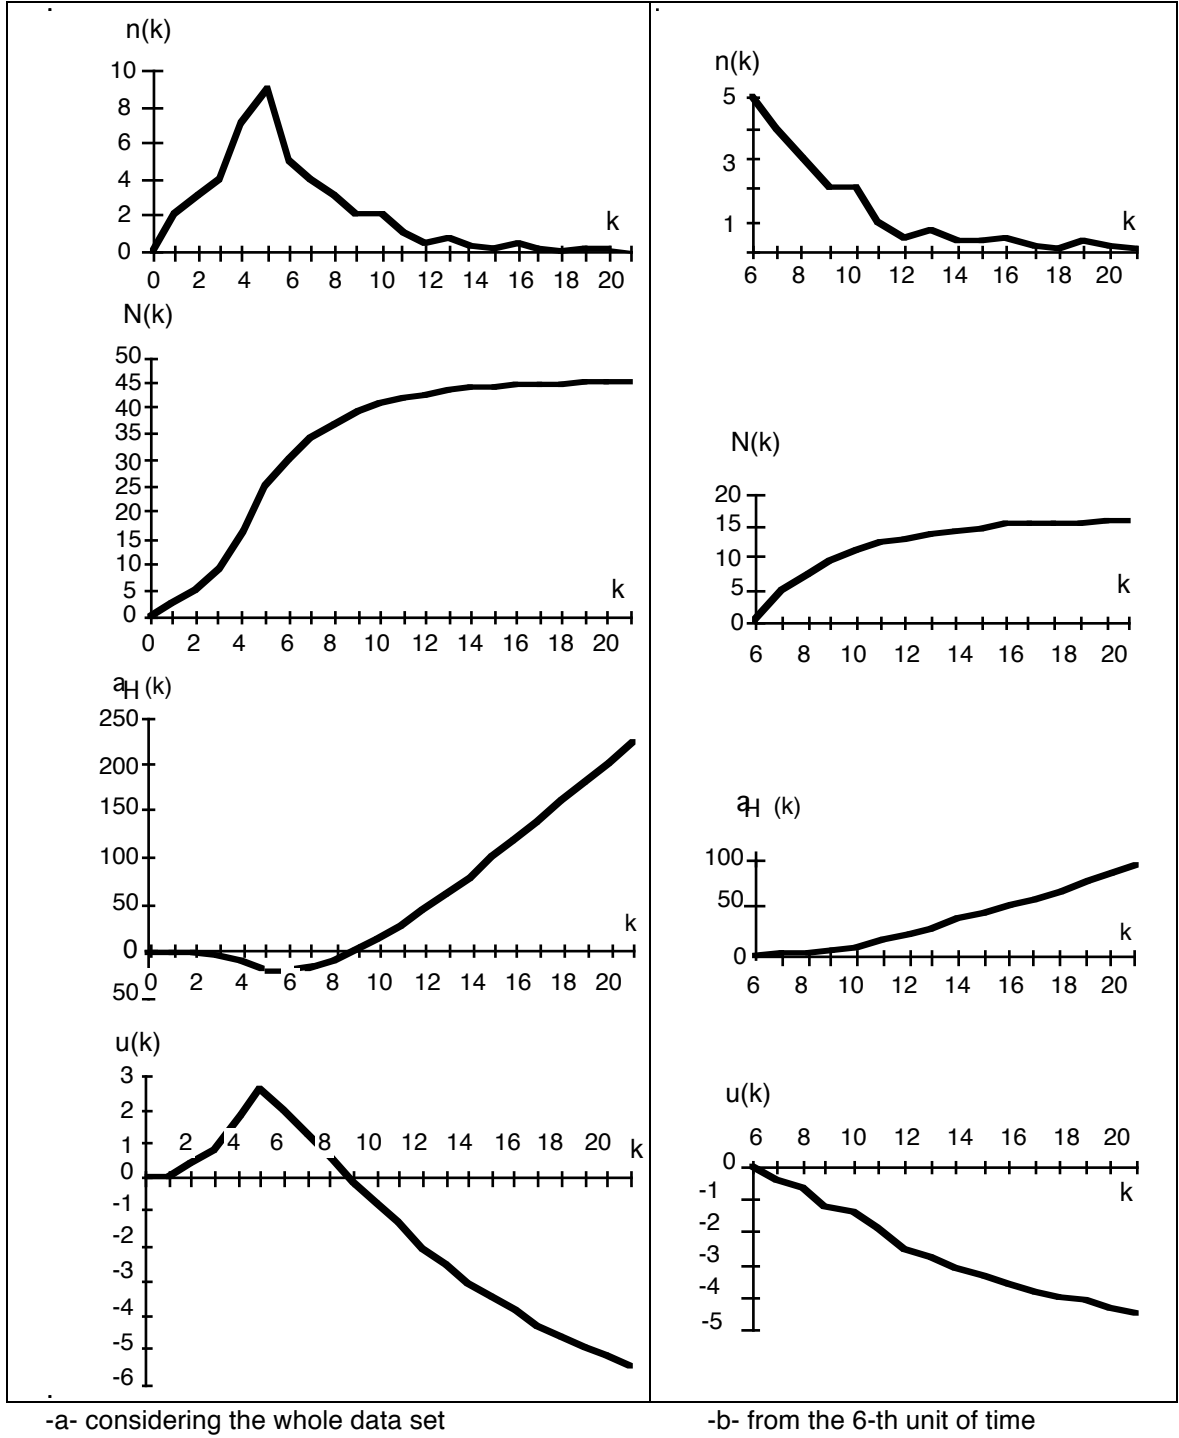 n(k)
10
8
6
4
2
0
k
0 2 4 6 8 10 12 14 16 18 20
N(k)
50
45
40
35
30
25
20
15
10
5
0
k
0 2 4 6 8 10 12 14 16 18 20
aH (k)
250
200
150
100
50
0
50
k
0 2 4 6 8 10 12 14 16 18 20
u(k)
3
2
1
0
-1
-2
-3
-4
-5
-6
2 4 6 8 10 12 14 16 18 20
k
-a- considering the whole data set
n(k)
5
3
1
k
6 8 10 12 14 16 18 20
N(k)
20
15
10
5
0
k
6 8 10 12 14 16 18 20
aH (k)
100
50
0
k
6 8 10 12 14 16 18 20
u(k)
6 8 10 12 14 16 18 20
0
-1
-2
-3
-4
-5
k
-b- from the 6-th unit of time